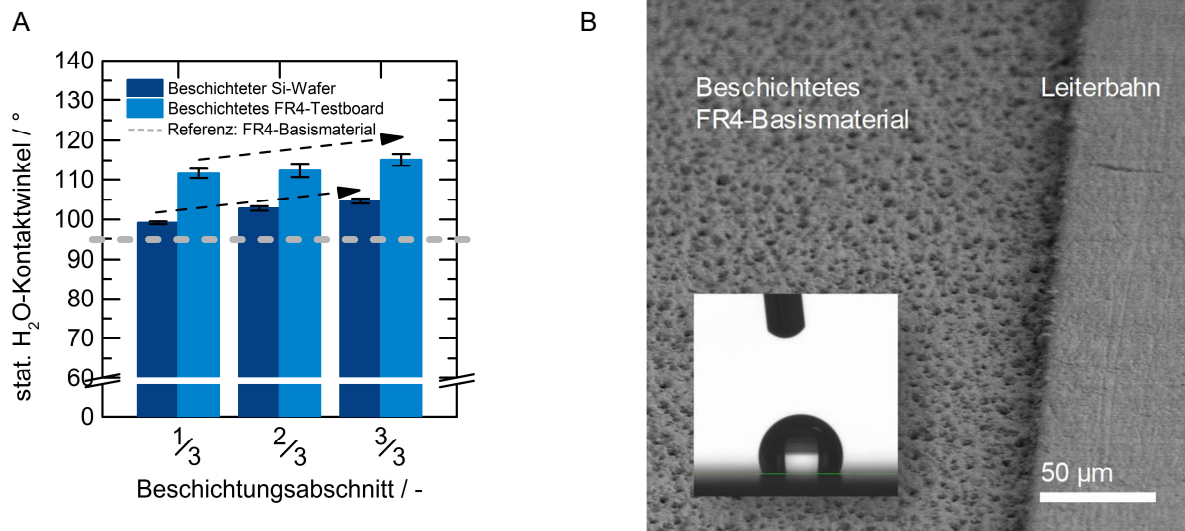 A
140
130
120
110
100
90
80
70
60
0
stat. H₂O-Kontaktwinkel / °
Beschichteter Si-Wafer
Beschichtetes FR4-Testboard
Referenz: FR4-Basismaterial
1/3
2/3
3/3
Beschichtungsabschnitt / -
B
Beschichtetes
FR4-Basismaterial
Leiterbahn
50 µm